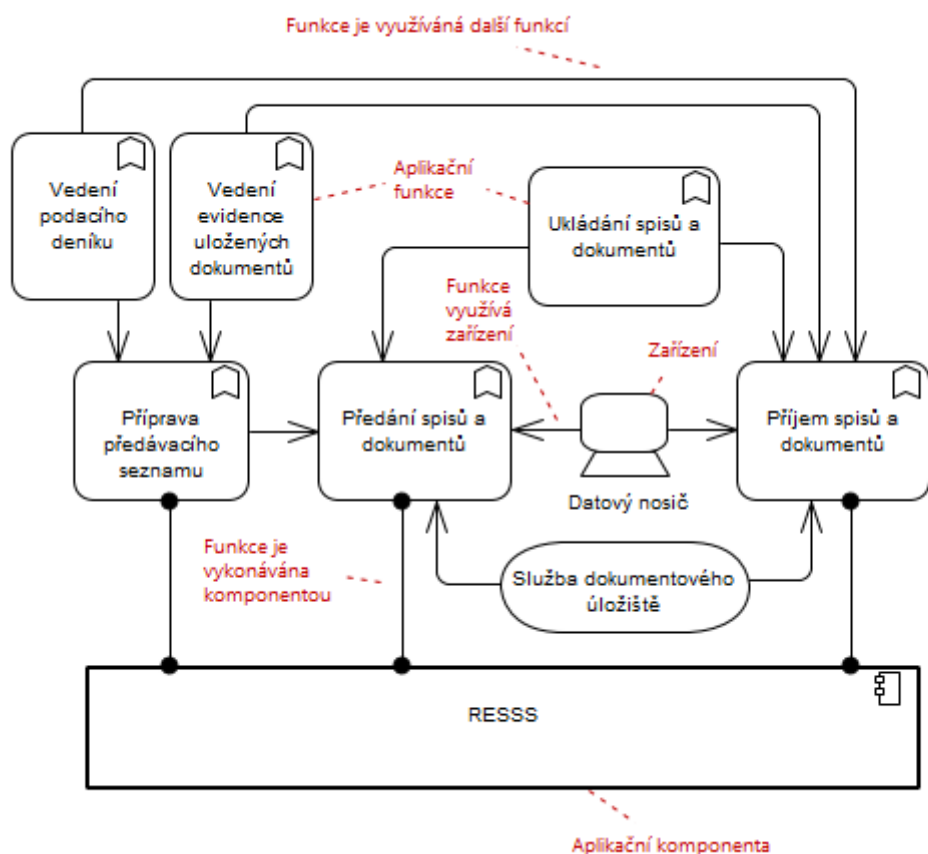 Funkce je využíváná další funkcí
Vedení
podacího
deníku
Vedení
evidence
uložených
dokumentů
Aplikační
funkce
Ukládání spisů a
dokumentů
Funkce
využívá
zařízení
Zařízení
Příprava
předávacího
seznamu
Předání spisů a
dokumentů
Datový nosič
Příjem spisů a
dokumentů
Funkce je
vykonávána
komponentou
Služba dokumentového
úložiště
RESSS
Aplikační komponenta